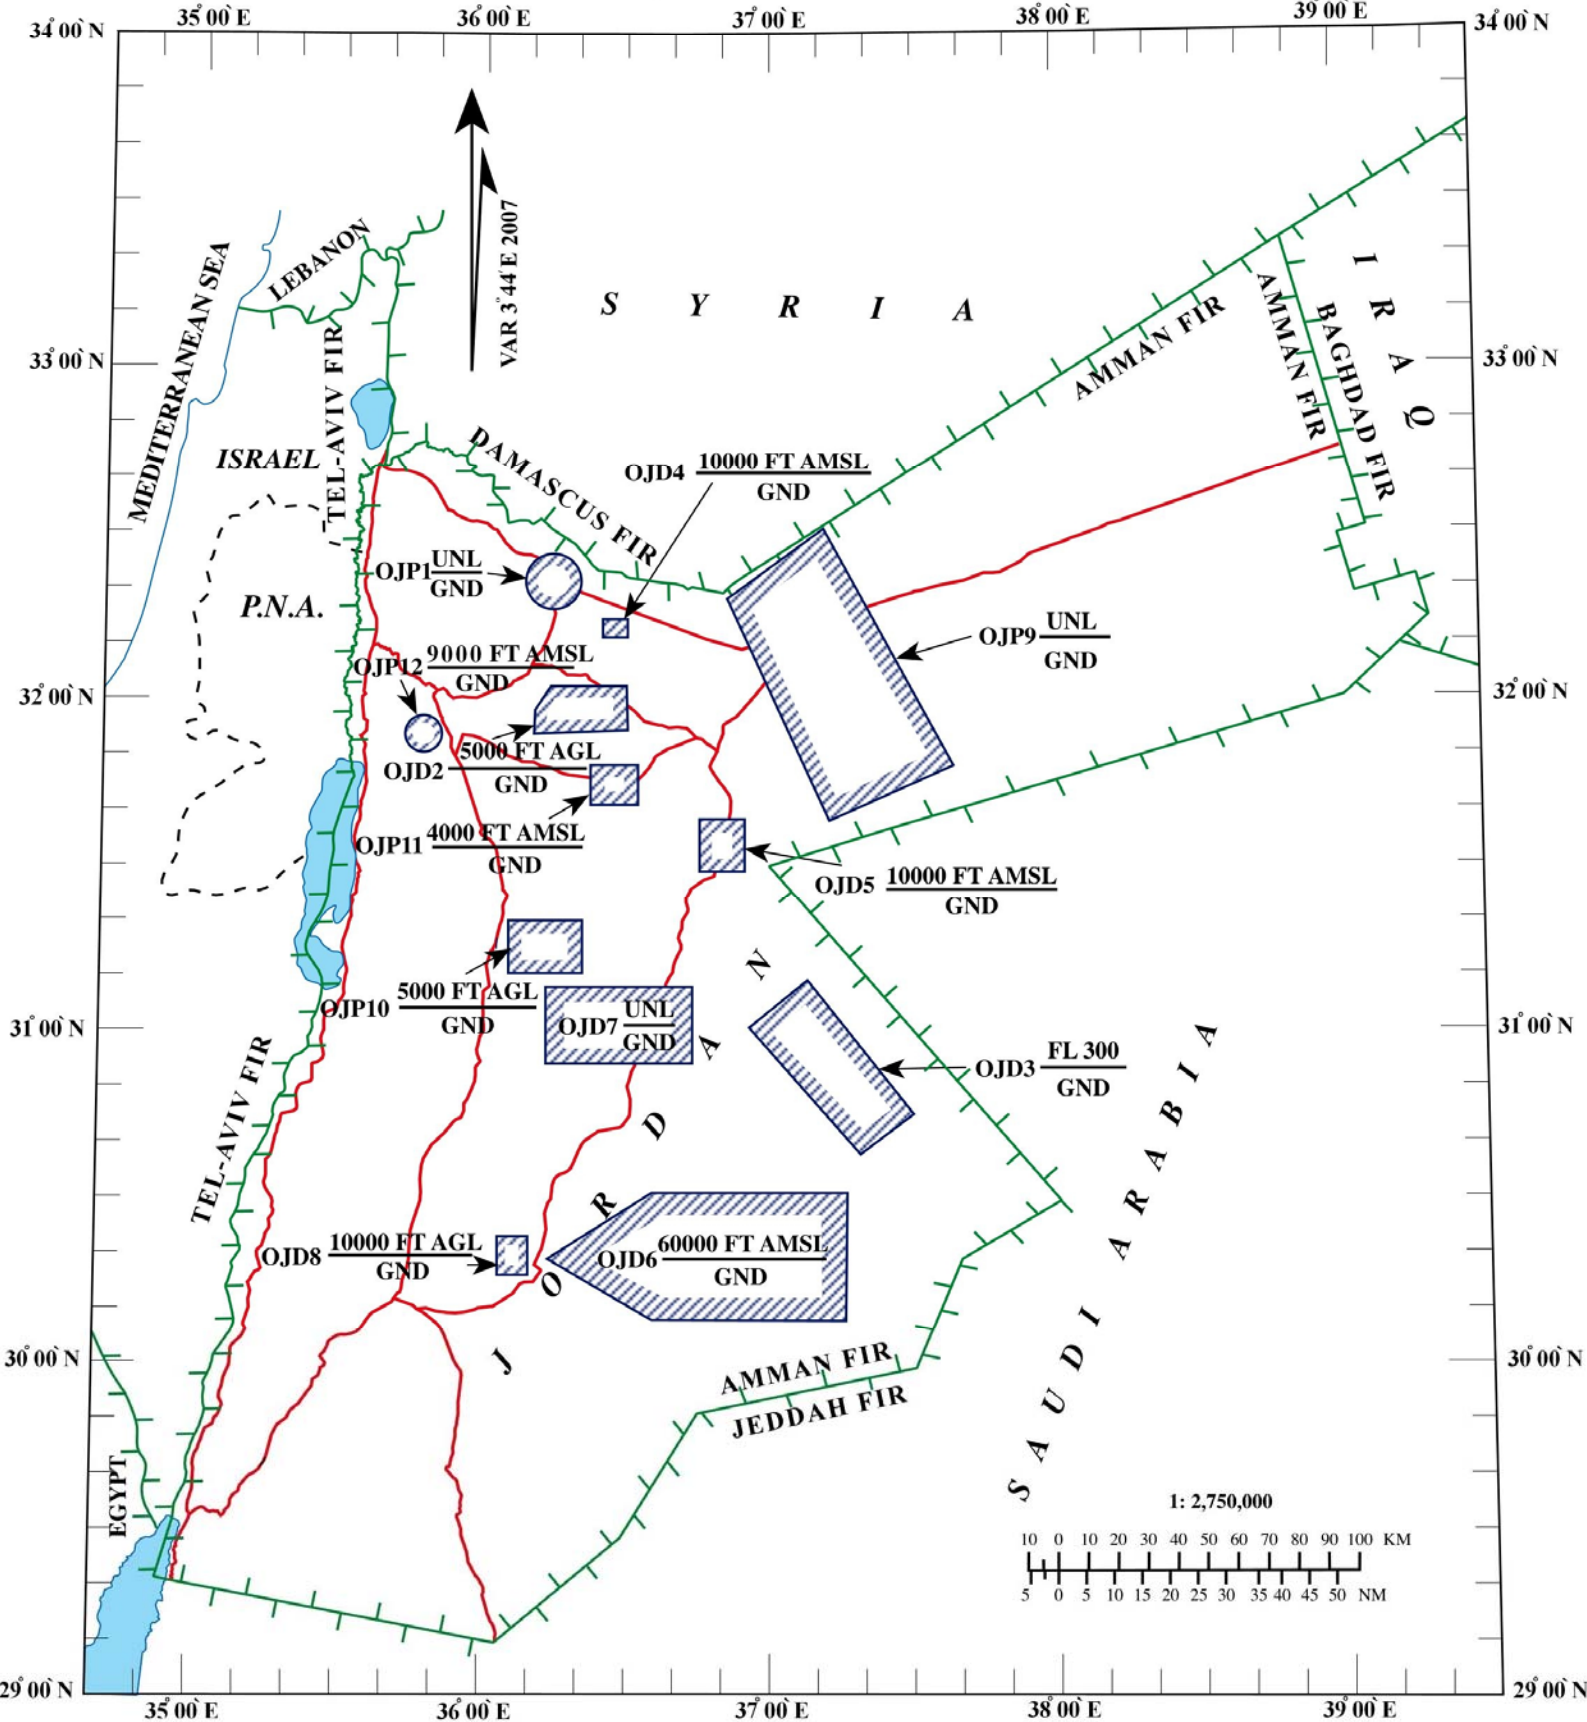 35°00`E 36°00`E 37°00`E 38°00`E 39°00`E
34°00`N 34°00`N
VAR 3°44`E 2007
LEBANON
MEDITERRANEAN SEA
S Y R I A
I R A Q
AMMAN FIR
AMMAN FIR
BAGHDAD FIR
33°00`N 33°00`N
TEL-AVIV FIR
ISRAEL
DAMASCUS FIR
OJD4 10000 FT AMSL
GND
OJP1 UNL
GND
P.N.A.
OJP9 UNL
GND
OJP12 9000 FT AMSL
GND
32°00`N 32°00`N
OJD2 5000 FT AGL
GND
OJP11 4000 FT AMSL
GND
OJD5 10000 FT AMSL
GND
OJP10 5000 FT AGL
GND
OJD7 UNL
GND
31°00`N 31°00`N
OJD3 FL 300
GND
TEL-AVIV FIR
J O R D A N
SAUDI ARABIA
OJD8 10000 FT AGL
GND
OJD6 60000 FT AMSL
GND
30°00`N 30°00`N
AMMAN FIR
JEDDAH FIR
EGYPT
1: 2,750,000
10 0 10 20 30 40 50 60 70 80 90 100 KM
5 0 5 10 15 20 25 30 35 40 45 50 NM
29°00`N 29°00`N
35°00`E 36°00`E 37°00`E 38°00`E 39°00`E